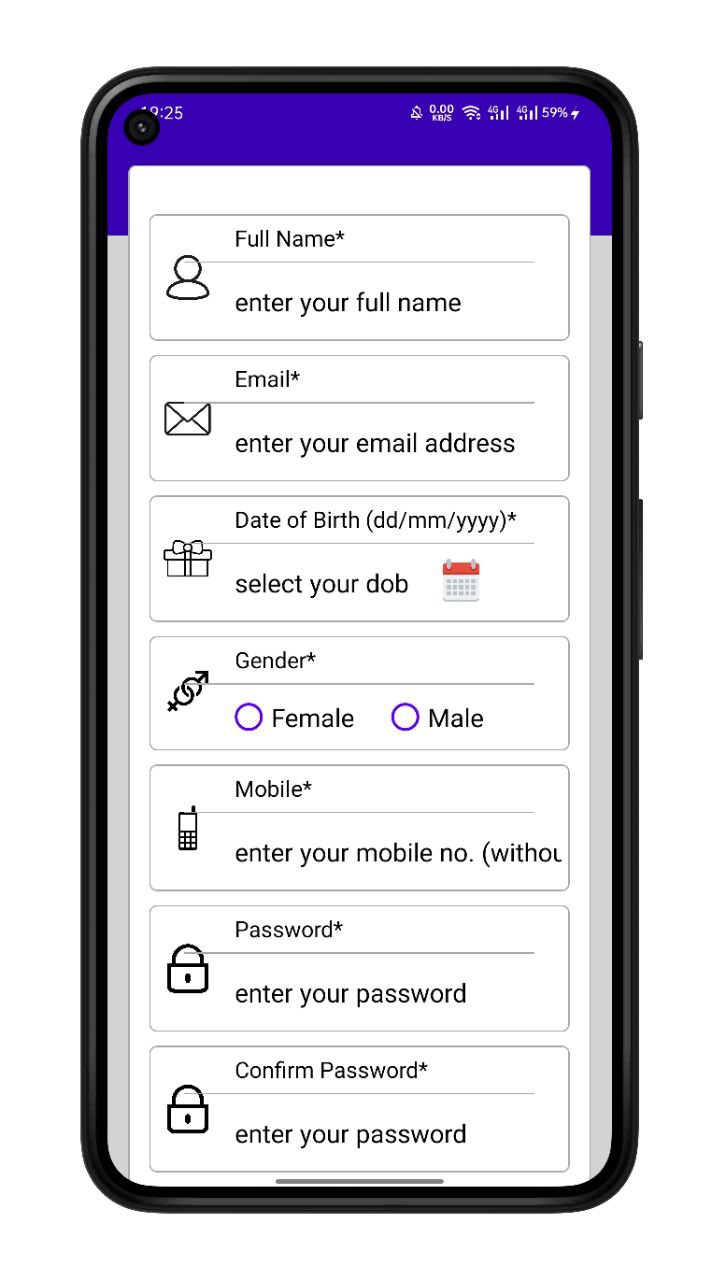 19:25 0.00 KB/S 4G 4G 59%
Full Name*
enter your full name
Email*
enter your email address
Date of Birth (dd/mm/yyyy)*
select your dob
Gender*
Female Male
Mobile*
enter your mobile no. (withou
Password*
enter your password
Confirm Password*
enter your password